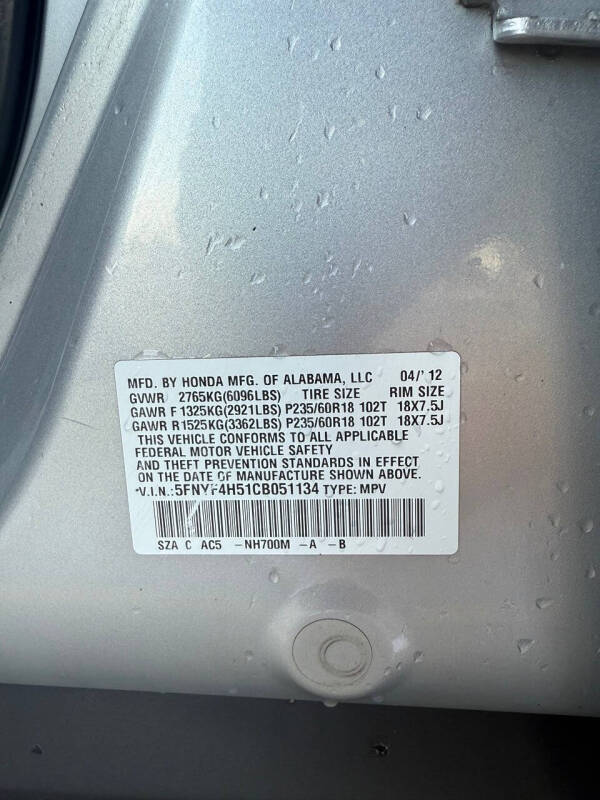 MFD. BY HONDA MFG. OF ALABAMA, LLC 04/'12
GVWR 2765KG(6096LBS) TIRE SIZE RIM SIZE
GAWR F 1325KG(2921LBS) P235/60R18 102T 18X7.5J
GAWR R 1525KG(3362LBS) P235/60R18 102T 18X7.5J
THIS VEHICLE CONFORMS TO ALL APPLICABLE
FEDERAL MOTOR VEHICLE SAFETY
AND THEFT PREVENTION STANDARDS IN EFFECT
ON THE DATE OF MANUFACTURE SHOWN ABOVE.
*V.I.N.:5FNYF4H51CB051134 TYPE: MPV
SZA C AC5 -NH700M -A -B